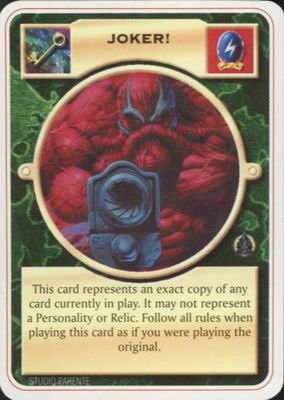 JOKER!
This card represents an exact copy of any
card currently in play. It may not represent
a Personality or Relic. Follow all rules when
playing this card as if you were playing the
original.
STUDIO PARENTE